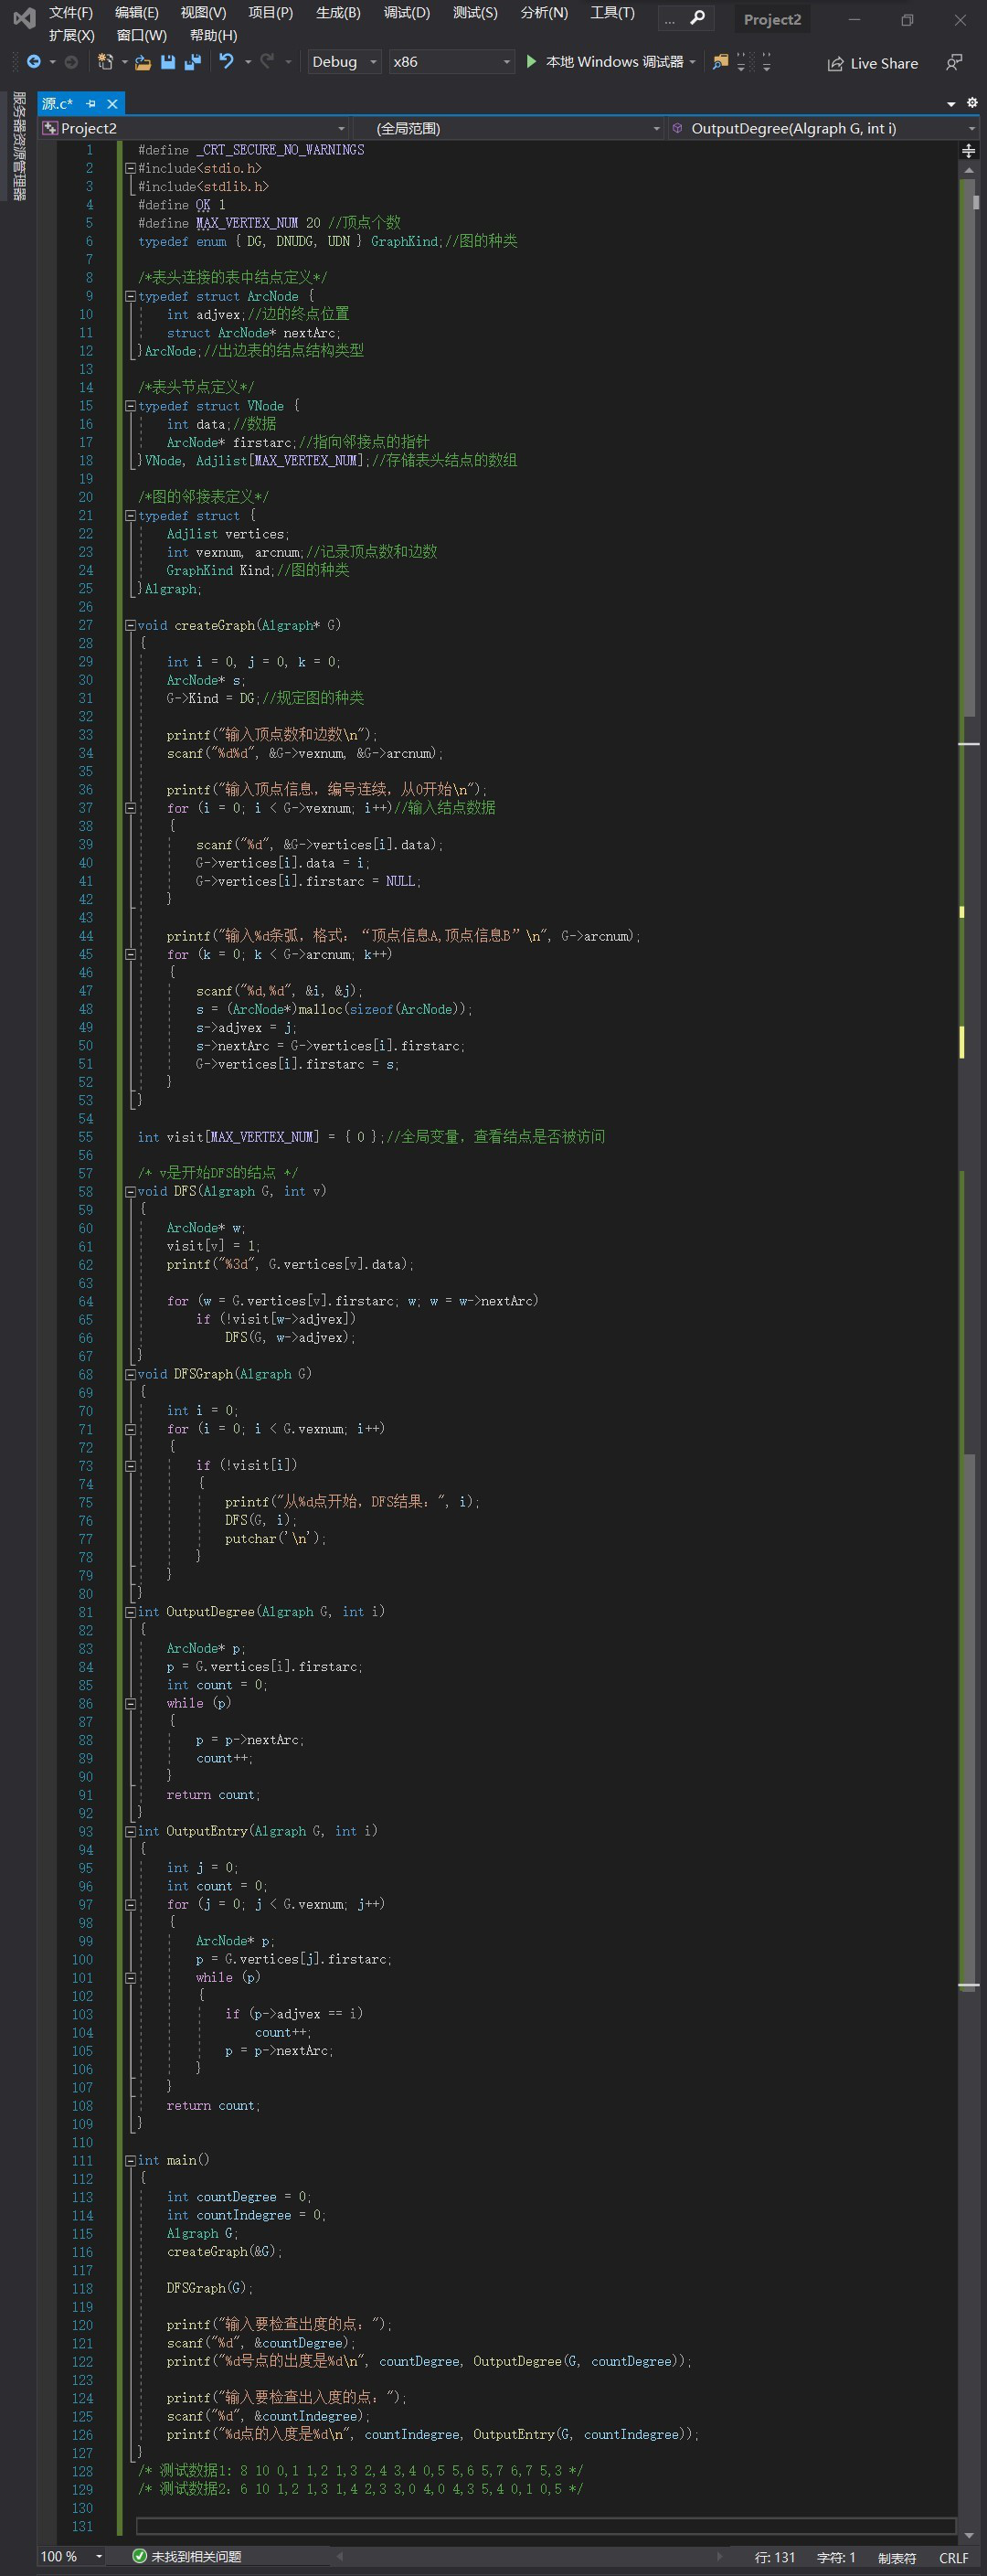 文件(F) 编辑(E) 视图(V) 项目(P) 生成(B) 调试(D) 测试(S) 分析(N) 工具(T) ... Project2
扩展(X) 窗口(W) 帮助(H)
Debug x86 本地 Windows 调试器 Live Share
服务器资源管理器
源.c*
Project2 (全局范围) OutputDegree(Algraph G, int i)
1 #define _CRT_SECURE_NO_WARNINGS
2 #include<stdio.h>
3 #include<stdlib.h>
4 #define OK 1
5 #define MAX_VERTEX_NUM 20 //顶点个数
6 typedef enum { DG, DNUDG, UDN } GraphKind;//图的种类
7
8 /*表头连接的表中结点定义*/
9 typedef struct ArcNode {
10 int adjvex;//边的终点位置
11 struct ArcNode* nextArc;
12 }ArcNode;//出边表的结点结构类型
13
14 /*表头节点定义*/
15 typedef struct VNode {
16 int data;//数据
17 ArcNode* firstarc;//指向邻接点的指针
18 }VNode, Adjlist[MAX_VERTEX_NUM];//存储表头结点的数组
19
20 /*图的邻接表定义*/
21 typedef struct {
22 Adjlist vertices;
23 int vexnum, arcnum;//记录顶点数和边数
24 GraphKind Kind;//图的种类
25 }Algraph;
26
27 void createGraph(Algraph* G)
28 {
29 int i = 0, j = 0, k = 0;
30 ArcNode* s;
31 G->Kind = DG;//规定图的种类
32
33 printf("输入顶点数和边数\n");
34 scanf("%d%d", &G->vexnum, &G->arcnum);
35
36 printf("输入顶点信息，编号连续，从0开始\n");
37 for (i = 0; i < G->vexnum; i++)//输入结点数据
38 {
39 scanf("%d", &G->vertices[i].data);
40 G->vertices[i].data = i;
41 G->vertices[i].firstarc = NULL;
42 }
43
44 printf("输入%d条弧，格式：“顶点信息A,顶点信息B”\n", G->arcnum);
45 for (k = 0; k < G->arcnum; k++)
46 {
47 scanf("%d,%d", &i, &j);
48 s = (ArcNode*)malloc(sizeof(ArcNode));
49 s->adjvex = j;
50 s->nextArc = G->vertices[i].firstarc;
51 G->vertices[i].firstarc = s;
52 }
53 }
54
55 int visit[MAX_VERTEX_NUM] = { 0 };//全局变量，查看结点是否被访问
56
57 /* v是开始DFS的结点 */
58 void DFS(Algraph G, int v)
59 {
60 ArcNode* w;
61 visit[v] = 1;
62 printf("%3d", G.vertices[v].data);
63
64 for (w = G.vertices[v].firstarc; w; w = w->nextArc)
65 if (!visit[w->adjvex])
66 DFS(G, w->adjvex);
67 }
68 void DFSGraph(Algraph G)
69 {
70 int i = 0;
71 for (i = 0; i < G.vexnum; i++)
72 {
73 if (!visit[i])
74 {
75 printf("从%d点开始，DFS结果：", i);
76 DFS(G, i);
77 putchar('\n');
78 }
79 }
80 }
81 int OutputDegree(Algraph G, int i)
82 {
83 ArcNode* p;
84 p = G.vertices[i].firstarc;
85 int count = 0;
86 while (p)
87 {
88 p = p->nextArc;
89 count++;
90 }
91 return count;
92 }
93 int OutputEntry(Algraph G, int i)
94 {
95 int j = 0;
96 int count = 0;
97 for (j = 0; j < G.vexnum; j++)
98 {
99 ArcNode* p;
100 p = G.vertices[j].firstarc;
101 while (p)
102 {
103 if (p->adjvex == i)
104 count++;
105 p = p->nextArc;
106 }
107 }
108 return count;
109 }
110
111 int main()
112 {
113 int countDegree = 0;
114 int countIndegree = 0;
115 Algraph G;
116 createGraph(&G);
117
118 DFSGraph(G);
119
120 printf("输入要检查出度的点：");
121 scanf("%d", &countDegree);
122 printf("%d号点的出度是%d\n", countDegree, OutputDegree(G, countDegree));
123
124 printf("输入要检查出入度的点：");
125 scanf("%d", &countIndegree);
126 printf("%d点的入度是%d\n", countIndegree, OutputEntry(G, countIndegree));
127 }
128 /* 测试数据1: 8 10 0,1 1,2 1,3 2,4 3,4 0,5 5,6 5,7 6,7 5,3 */
129 /* 测试数据2：6 10 1,2 1,3 1,4 2,3 3,0 4,0 4,3 5,4 0,1 0,5 */
130
131
100 % 未找到相关问题 行: 131 字符: 1 制表符 CRLF